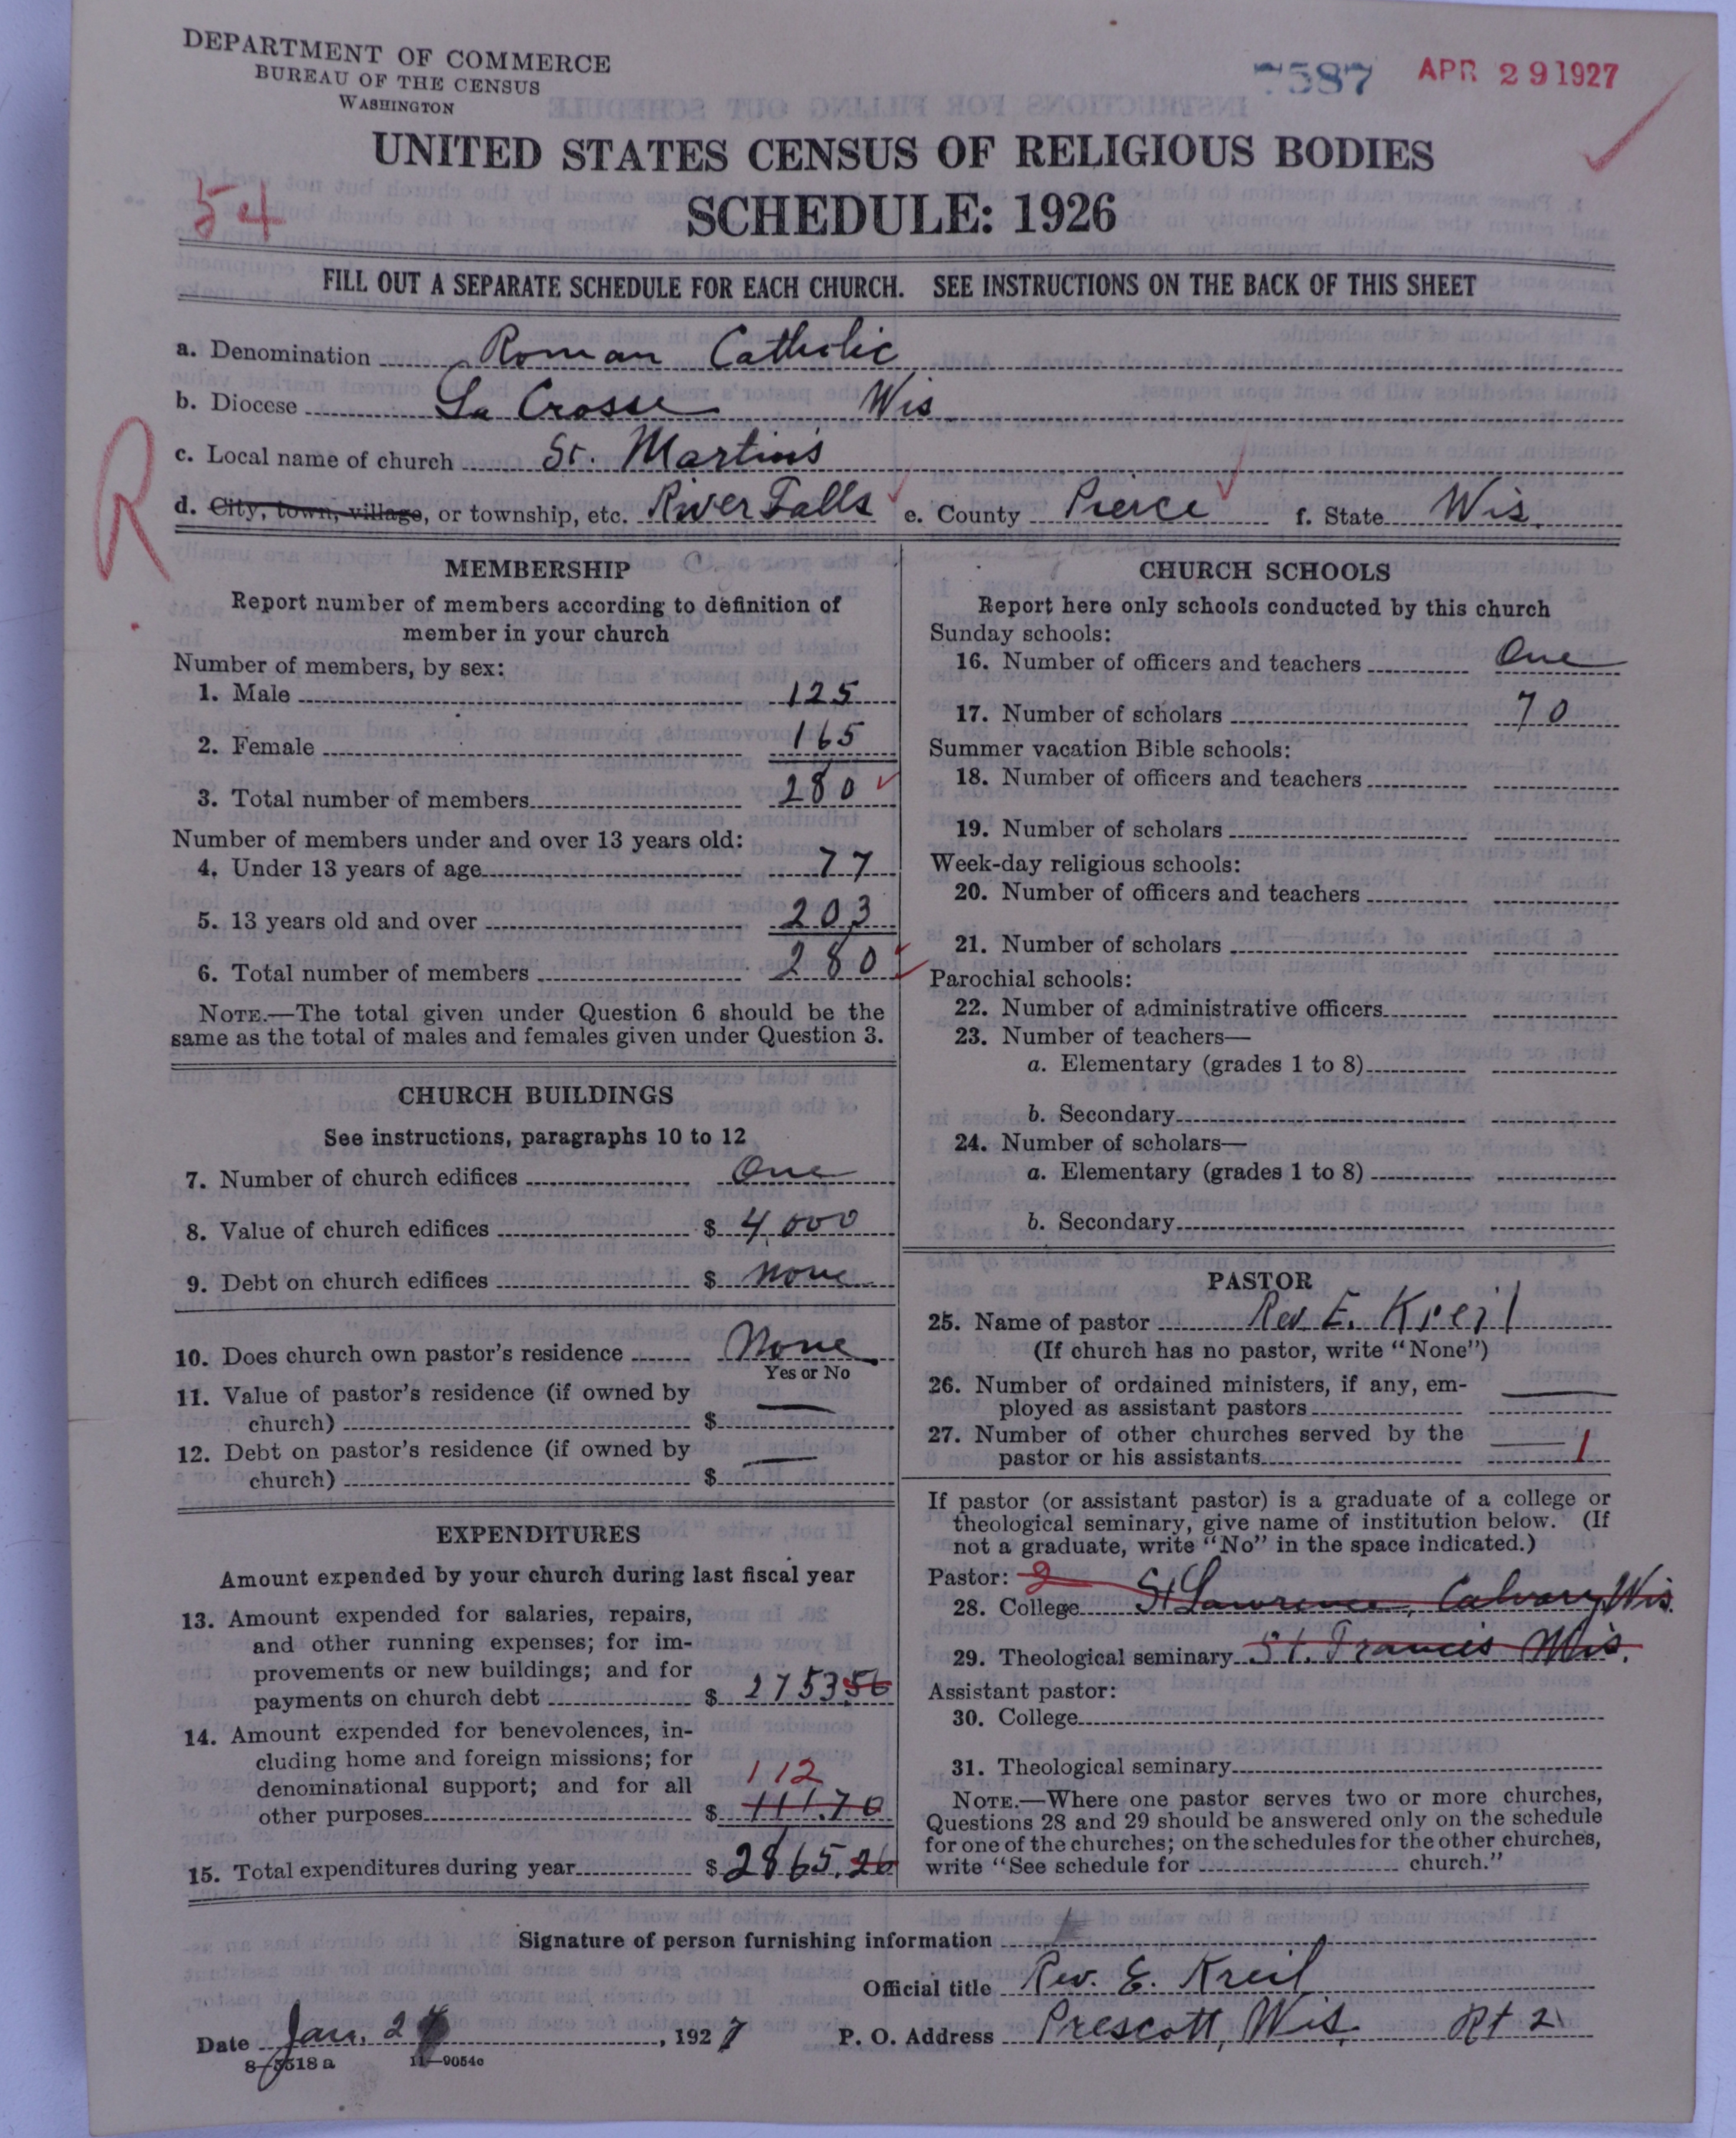 DEPARTMENT OF COMMERCE
BUREAU OF THE CENSUS
WASHINGTON
7587 APR 29 1927
UNITED STATES CENSUS OF RELIGIOUS BODIES
54
SCHEDULE: 1926
FILL OUT A SEPARATE SCHEDULE FOR EACH CHURCH. SEE INSTRUCTIONS ON THE BACK OF THIS SHEET
a. Denomination Roman Catholic
b. Diocese La Crosse Wis
c. Local name of church St. Martins
R
d. City, town, village, or township, etc. River Falls e. County Pierce f. State Wis.
MEMBERSHIP
Report number of members according to definition of
member in your church
Number of members, by sex:
1. Male 125
2. Female 165
3. Total number of members 280
Number of members under and over 13 years old:
4. Under 13 years of age 77
5. 13 years old and over 203
6. Total number of members 280
NOTE.—The total given under Question 6 should be the
same as the total of males and females given under Question 3.
CHURCH BUILDINGS
See instructions, paragraphs 10 to 12
7. Number of church edifices One
8. Value of church edifices $ 4,000
9. Debt on church edifices $ none
10. Does church own pastor's residence None
Yes or No
11. Value of pastor's residence (if owned by
church) $ —
12. Debt on pastor's residence (if owned by
church) $ —
EXPENDITURES
Amount expended by your church during last fiscal year
13. Amount expended for salaries, repairs,
and other running expenses; for im-
provements or new buildings; and for
payments on church debt $ 2753.56
14. Amount expended for benevolences, in-
cluding home and foreign missions; for
denominational support; and for all 112
other purposes $ 111.70
15. Total expenditures during year $ 2865.26
CHURCH SCHOOLS
Report here only schools conducted by this church
Sunday schools:
16. Number of officers and teachers One
17. Number of scholars 70
Summer vacation Bible schools:
18. Number of officers and teachers
19. Number of scholars
Week-day religious schools:
20. Number of officers and teachers
21. Number of scholars
Parochial schools:
22. Number of administrative officers
23. Number of teachers—
a. Elementary (grades 1 to 8)
b. Secondary
24. Number of scholars—
a. Elementary (grades 1 to 8)
b. Secondary
PASTOR
25. Name of pastor Rev E. Kreil
(If church has no pastor, write "None")
26. Number of ordained ministers, if any, em-
ployed as assistant pastors —
27. Number of other churches served by the
pastor or his assistants — 1
If pastor (or assistant pastor) is a graduate of a college or
theological seminary, give name of institution below. (If
not a graduate, write "No" in the space indicated.)
Pastor: 2
28. College St Lawrence, Calvary, Wis.
29. Theological seminary St. Francis Wis.
Assistant pastor:
30. College
31. Theological seminary
NOTE.—Where one pastor serves two or more churches,
Questions 28 and 29 should be answered only on the schedule
for one of the churches; on the schedules for the other churches,
write "See schedule for church."
Signature of person furnishing information
Official title Rev. E. Kreil
Date Jan. 2 , 1927 P. O. Address Prescott, Wis. Rt 2
8-5518 a 11—9054c